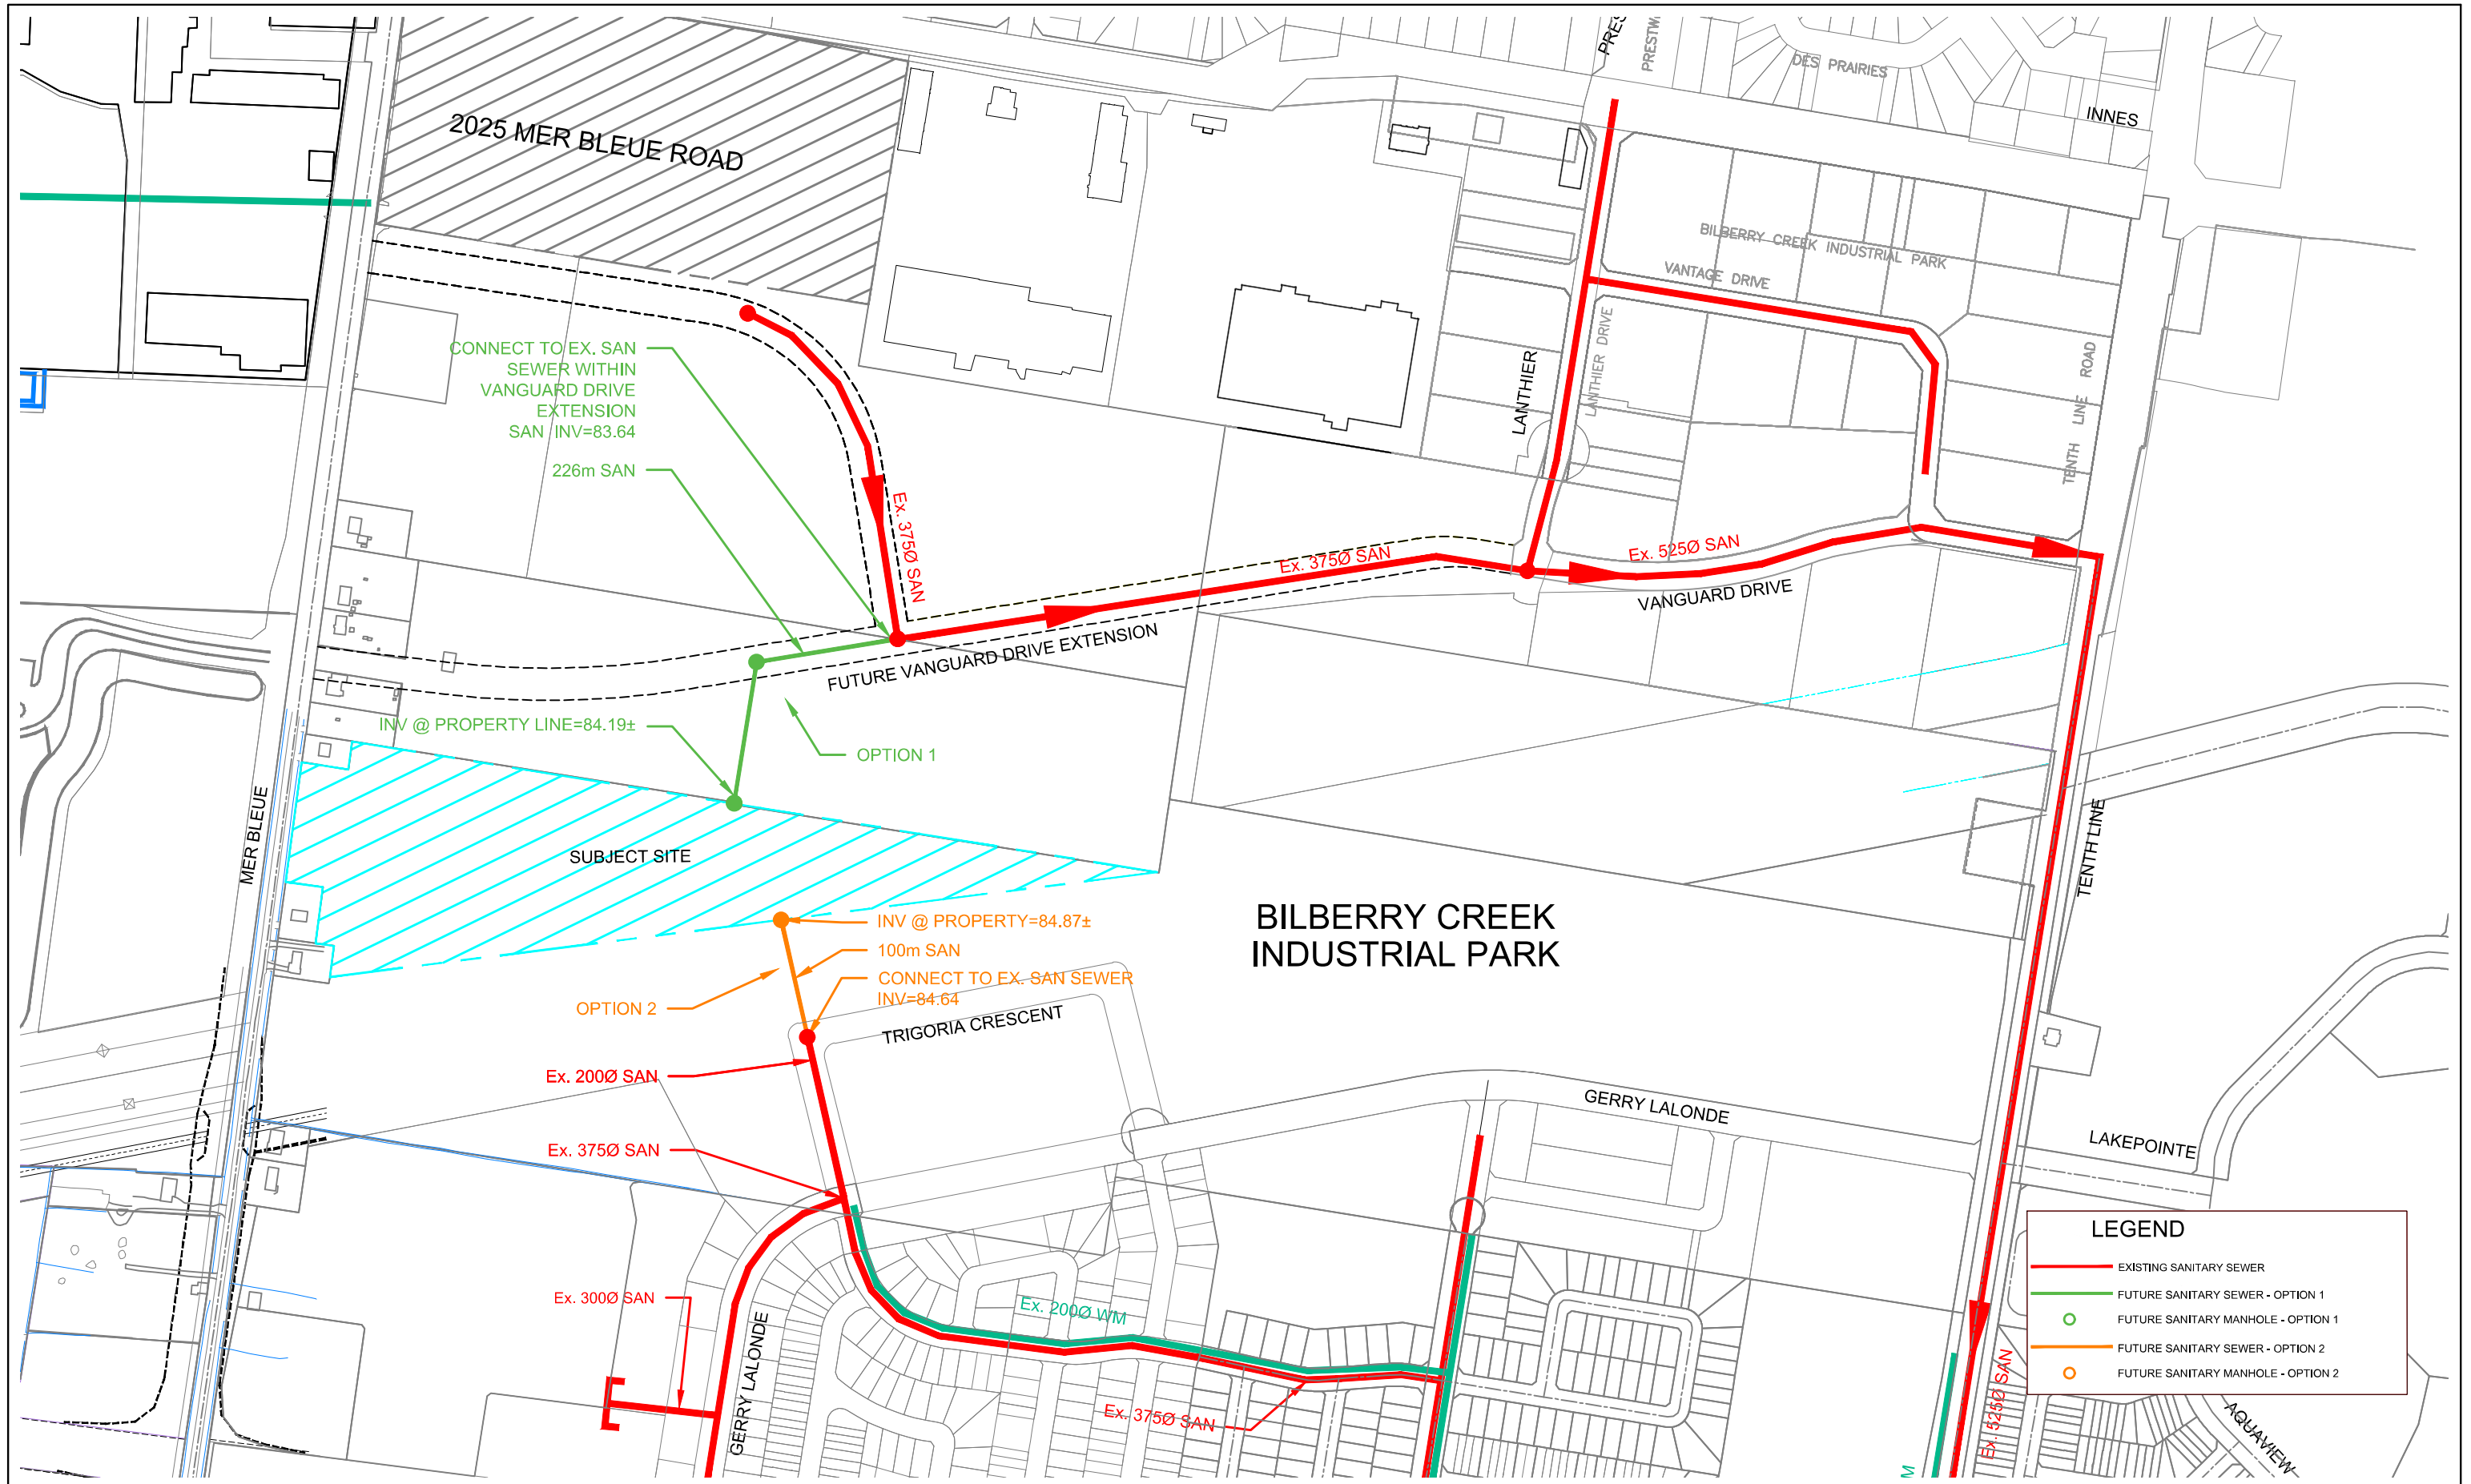 PRES
PRESTW
DES PRAIRIES
INNES
2025 MER BLEUE ROAD
BILBERRY CREEK INDUSTRIAL PARK
VANTAGE DRIVE
LANTHIER DRIVE
LANTHIER
TENTH LINE ROAD
CONNECT TO EX. SAN
SEWER WITHIN
VANGUARD DRIVE
EXTENSION
SAN INV=83.64
226m SAN
Ex. 375Ø SAN
Ex. 375Ø SAN
Ex. 525Ø SAN
VANGUARD DRIVE
FUTURE VANGUARD DRIVE EXTENSION
INV @ PROPERTY LINE=84.19±
OPTION 1
MER BLEUE
SUBJECT SITE
TENTH LINE
BILBERRY CREEK
INDUSTRIAL PARK
INV @ PROPERTY=84.87±
100m SAN
CONNECT TO EX. SAN SEWER
INV=84.64
OPTION 2
TRIGORIA CRESCENT
Ex. 200Ø SAN
Ex. 375Ø SAN
GERRY LALONDE
LAKEPOINTE
Ex. 300Ø SAN
GERRY LALONDE
Ex. 200Ø WM
Ex. 375Ø SAN
Ex. 525Ø SAN
M
AQUAVIEW
LEGEND
EXISTING SANITARY SEWER
FUTURE SANITARY SEWER - OPTION 1
FUTURE SANITARY MANHOLE - OPTION 1
FUTURE SANITARY SEWER - OPTION 2
FUTURE SANITARY MANHOLE - OPTION 2